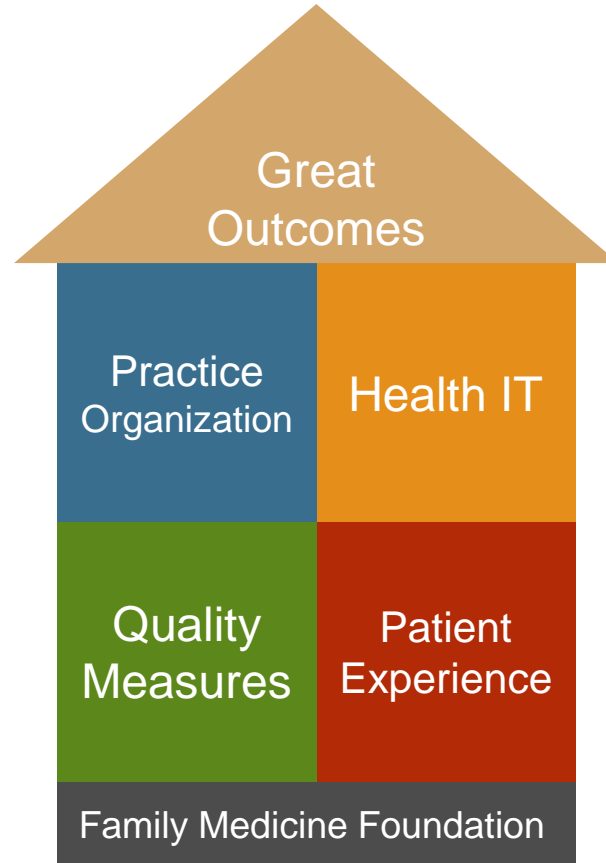 Great
Outcomes
Practice
Organization
Health IT
Quality
Measures
Patient
Experience
Family Medicine Foundation